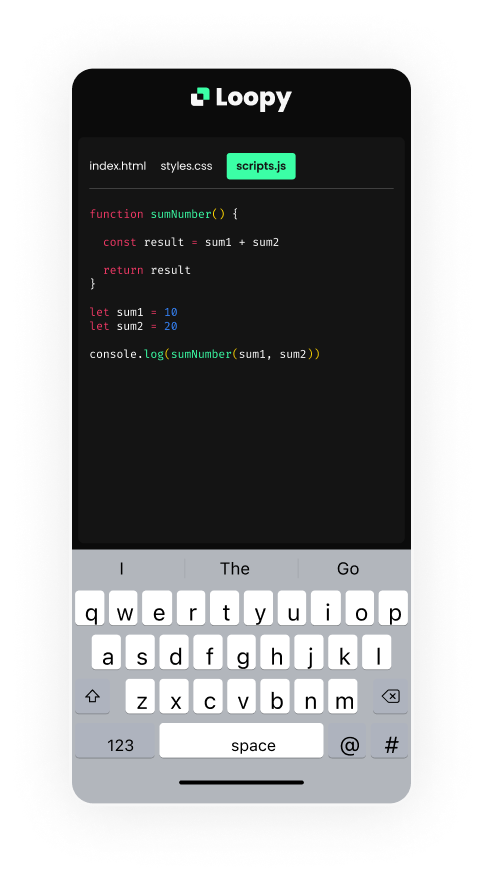 Loopy
index.html styles.css scripts.js
function sumNumber() {
const result = sum1 + sum2
return result
}
let sum1 = 10
let sum2 = 20
console.log(sumNumber(sum1, sum2))
I The Go
q w e r t y u i o p
a s d f g h j k l
z x c v b n m
123 space @ #